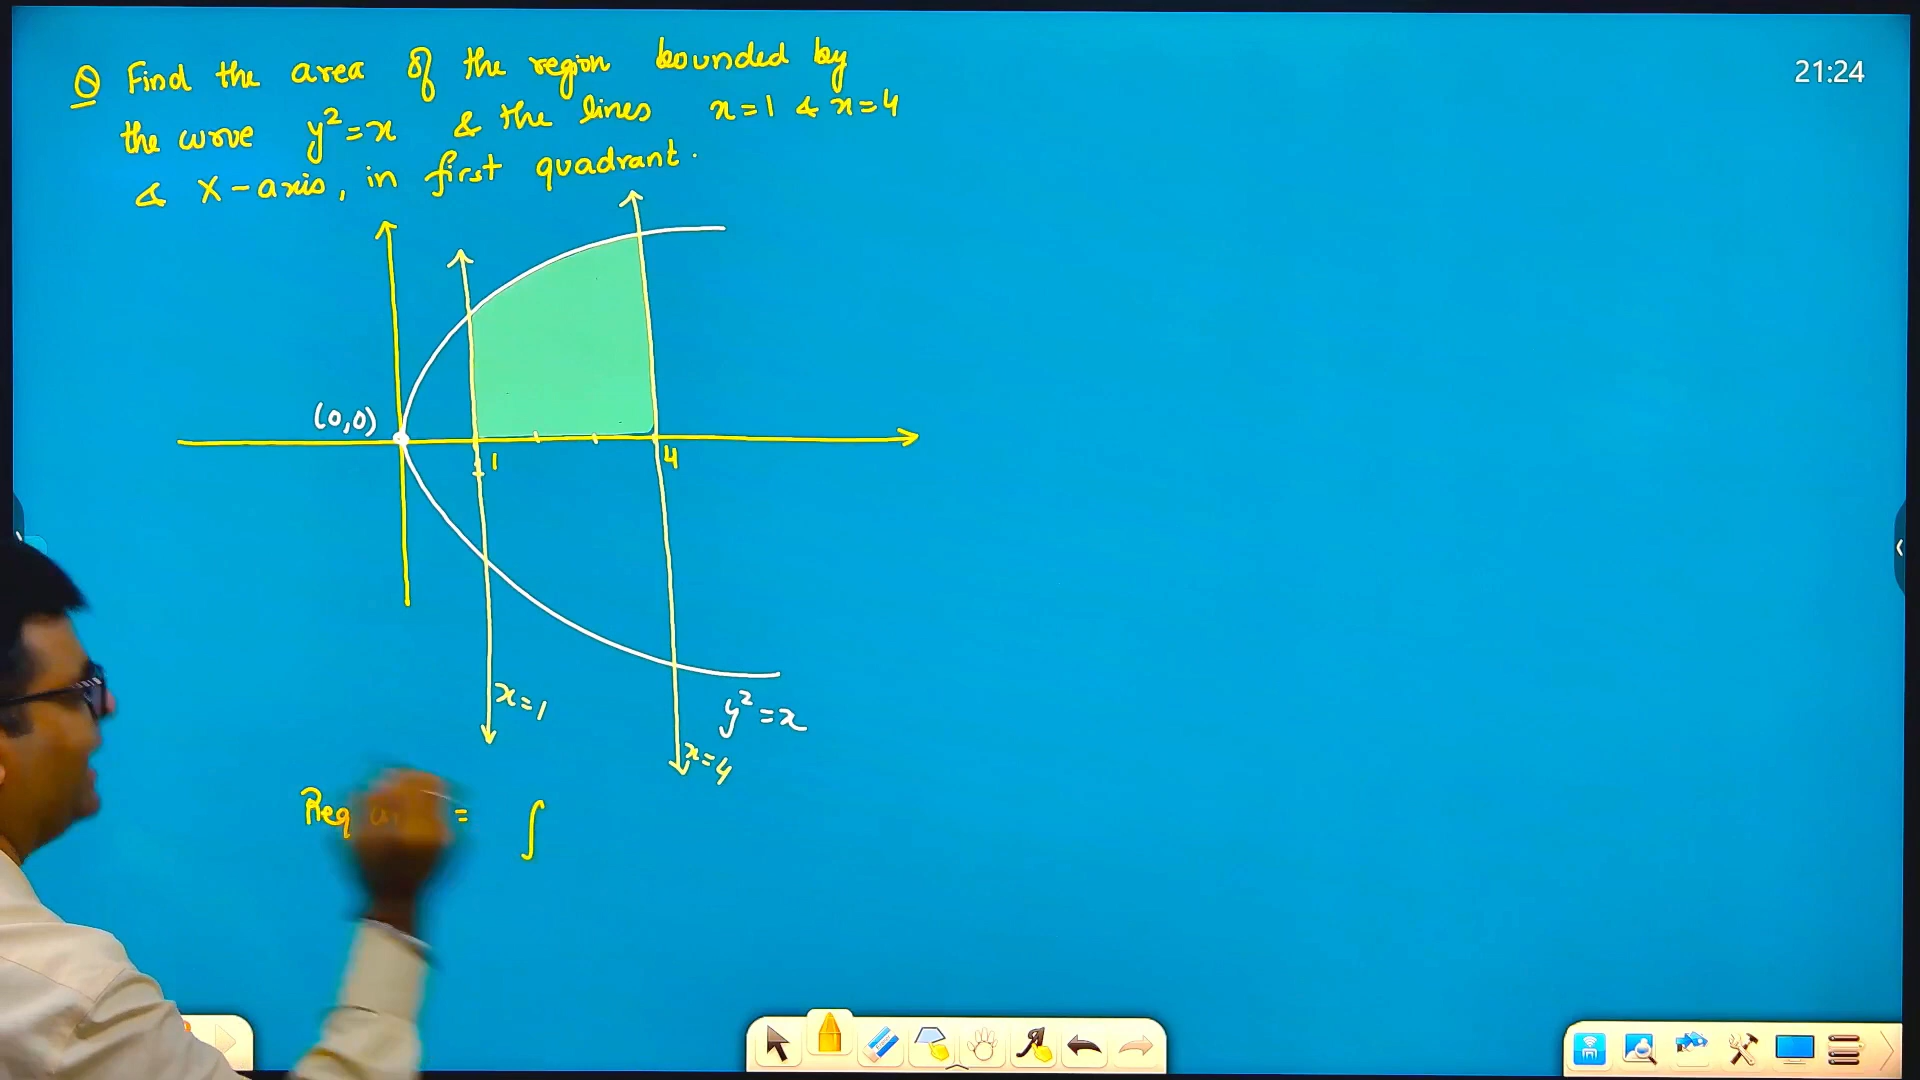 Q Find the area of the region bounded by
the curve y²=x & the lines x=1 & x=4
& X-axis, in first quadrant.
21:24
(0,0)
1
4
x=1
y²=x
x=4
Req = ∫